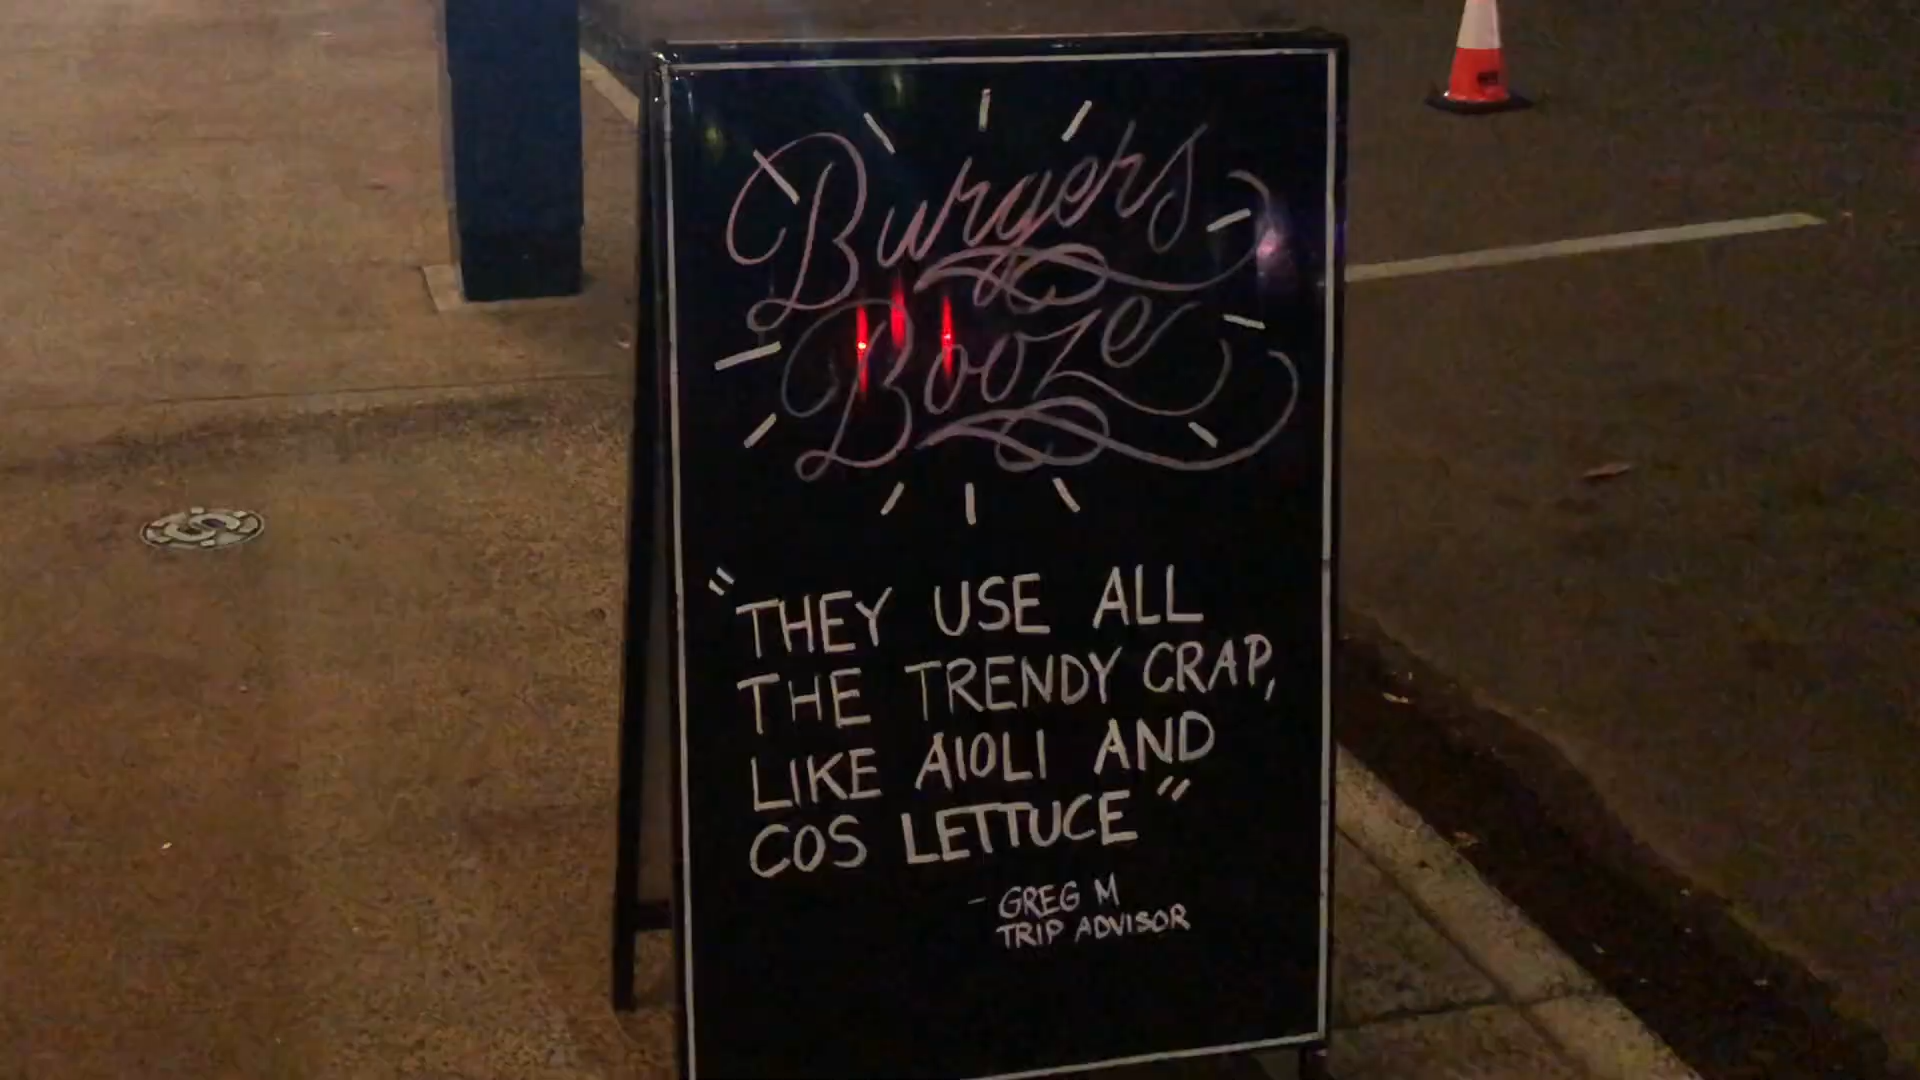 Burgers
Booze
"THEY USE ALL
THE TRENDY CRAP,
LIKE AIOLI AND
COS LETTUCE"
- GREG M
TRIP ADVISOR